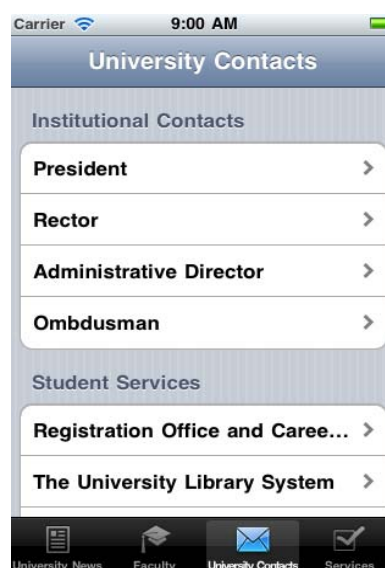 Carrier 9:00 AM
University Contacts
Institutional Contacts
President
Rector
Administrative Director
Ombdusman
Student Services
Registration Office and Caree...
The University Library System
University News Faculty University Contacts Services